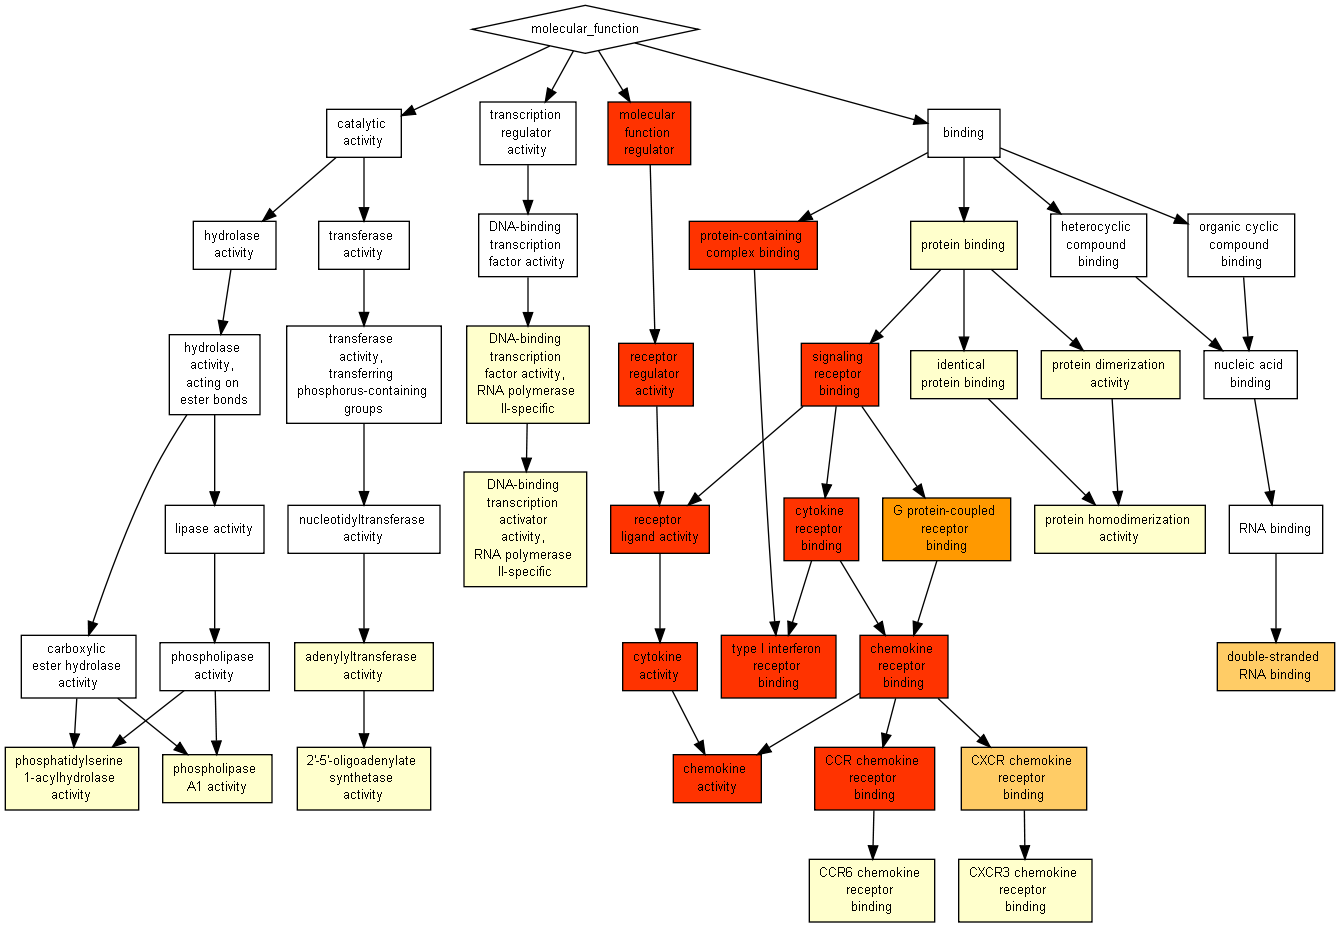 molecular_function
catalytic
activity
transcription
regulator
activity
molecular
function
regulator
binding
hydrolase
activity
transferase
activity
DNA-binding
transcription
factor activity
protein-containing
complex binding
protein binding
heterocyclic
compound
binding
organic cyclic
compound
binding
hydrolase
activity,
acting on
ester bonds
transferase
activity,
transferring
phosphorus-containing
groups
DNA-binding
transcription
factor activity,
RNA polymerase
II-specific
receptor
regulator
activity
signaling
receptor
binding
identical
protein binding
protein dimerization
activity
nucleic acid
binding
lipase activity
nucleotidyltransferase
activity
DNA-binding
transcription
activator
activity,
RNA polymerase
II-specific
receptor
ligand activity
cytokine
receptor
binding
G protein-coupled
receptor
binding
protein homodimerization
activity
RNA binding
carboxylic
ester hydrolase
activity
phospholipase
activity
adenylyltransferase
activity
cytokine
activity
type I interferon
receptor
binding
chemokine
receptor
binding
double-stranded
RNA binding
phosphatidylserine
1-acylhydrolase
activity
phospholipase
A1 activity
2'-5'-oligoadenylate
synthetase
activity
chemokine
activity
CCR chemokine
receptor
binding
CXCR chemokine
receptor
binding
CCR6 chemokine
receptor
binding
CXCR3 chemokine
receptor
binding